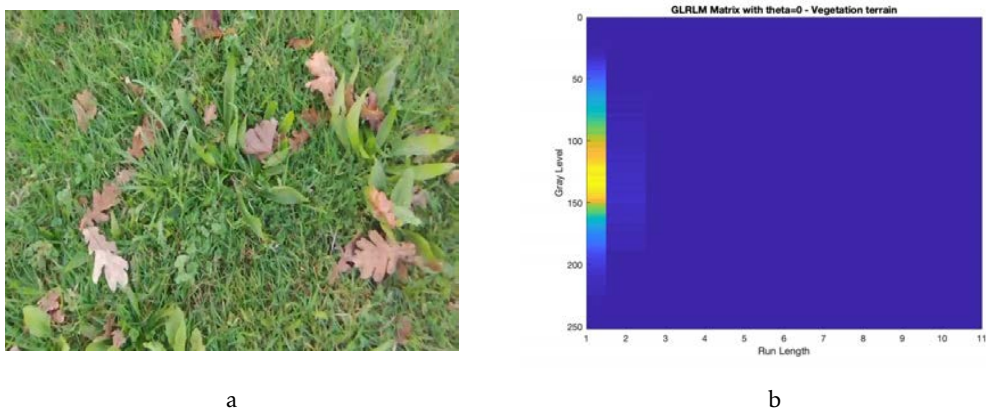 GLRLM Matrix with theta=0 - Vegetation terrain
0
50
100
150
200
250
Gray Level
1 2 3 4 5 6 7 8 9 10 11
Run Length
a b